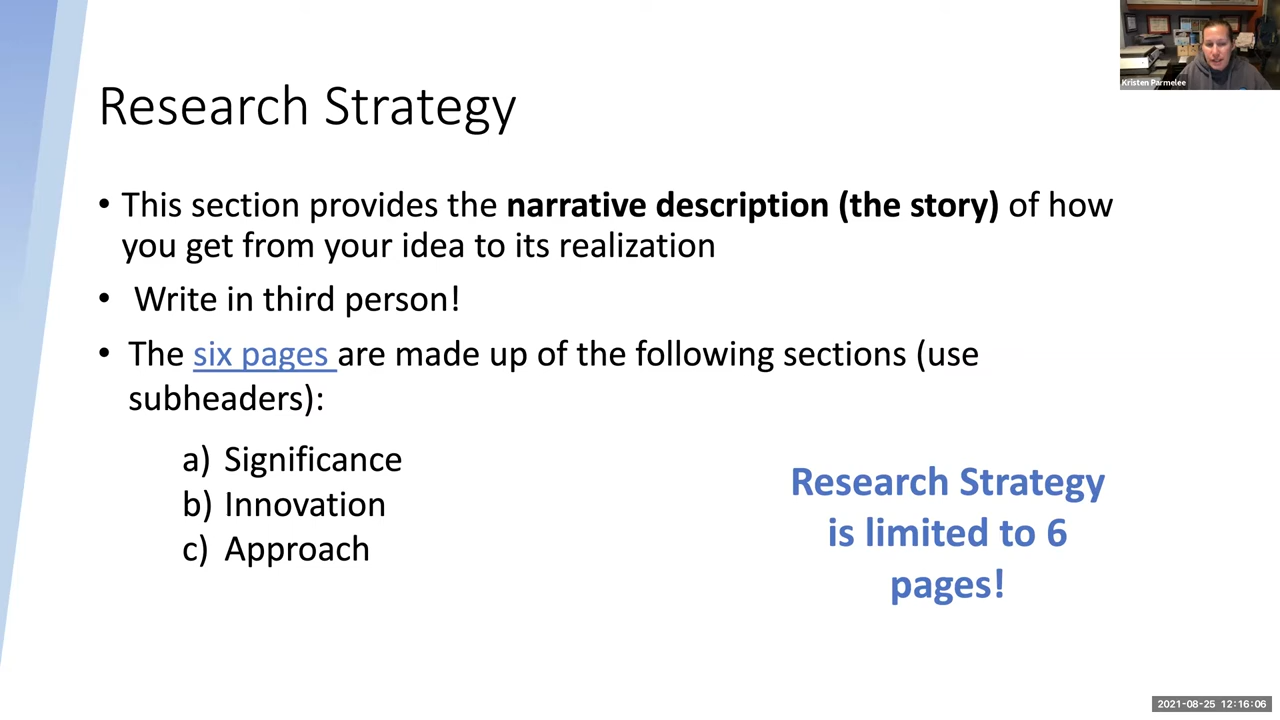 Kristen Parmelee
Research Strategy
• This section provides the narrative description (the story) of how
you get from your idea to its realization
• Write in third person!
• The six pages are made up of the following sections (use
subheaders):
a) Significance
b) Innovation
c) Approach
Research Strategy
is limited to 6
pages!
2021-08-25 12:16:06